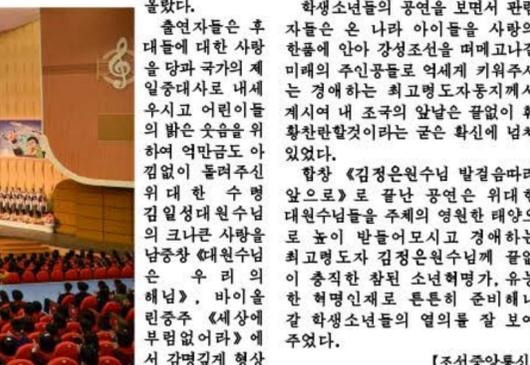 올랐다.
출연자들은 후
대들에 대한 사랑
을 당과 국가의 제
일중대사로 내세
우시고 어린이들
의 밝은 웃음을 위
하여 억만금도 아
낌없이 돌려주신
위대한 수령
김일성대원수님
의 크나큰 사랑을
남중창 《대원수님
은 우리의
해님》, 바이올
린중주 《세상에
부럼없어라》에
서 감명깊게 형상
학생소년들의 공연을 보면서 관람
자들은 온 나라 아이들을 사랑의
한품에 안아 강성조선을 떠메고나갈
미래의 주인공들로 억세게 키워주시
는 경애하는 최고령도자동지께서
계시여 내 조국의 앞날은 끝없이 휘
황찬란할것이라는 굳은 확신에 넘쳐
있었다.
합창 《김정은원수님 발걸음따라
앞으로》로 끝난 공연은 위대한
대원수님들을 주체의 영원한 태양으
로 높이 받들어모시고 경애하는
최고령도자 김정은원수님께 끝없
이 충직한 참된 소년혁명가, 유능
한 혁명인재로 튼튼히 준비해나
갈 학생소년들의 열의를 잘 보여
주었다.
【조선중앙통신